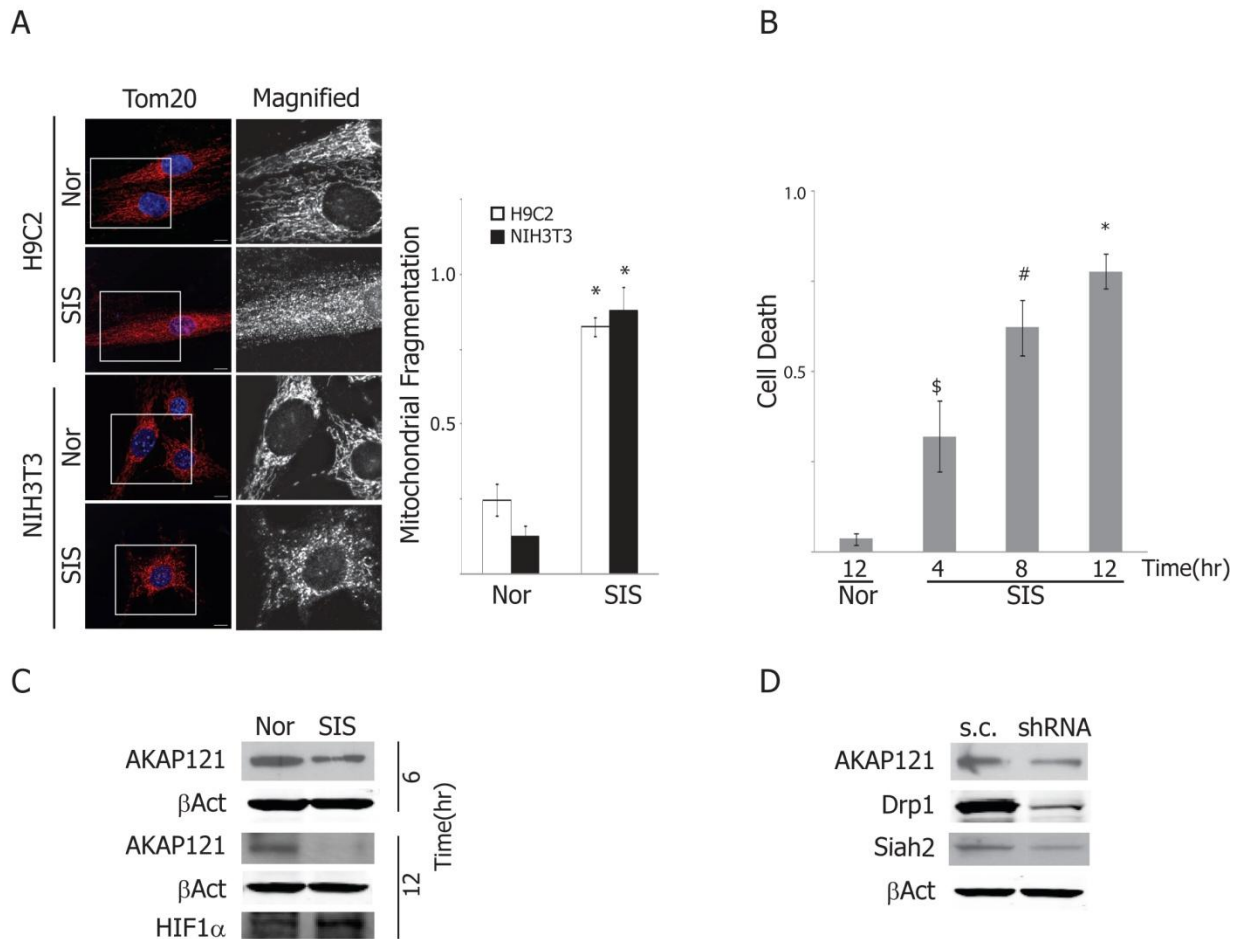 A
Tom20 Magnified
H9C2
Nor
SIS
NIH3T3
Nor
SIS
Mitochondrial Fragmentation
H9C2
NIH3T3
1.0
0.5
* *
Nor SIS
B
Cell Death
1.0
0.5
$ # *
12 4 8 12 Time(hr)
Nor SIS
C
Nor SIS
AKAP121
βAct
6
AKAP121
βAct
HIF1α
12
Time(hr)
D
s.c. shRNA
AKAP121
Drp1
Siah2
βAct